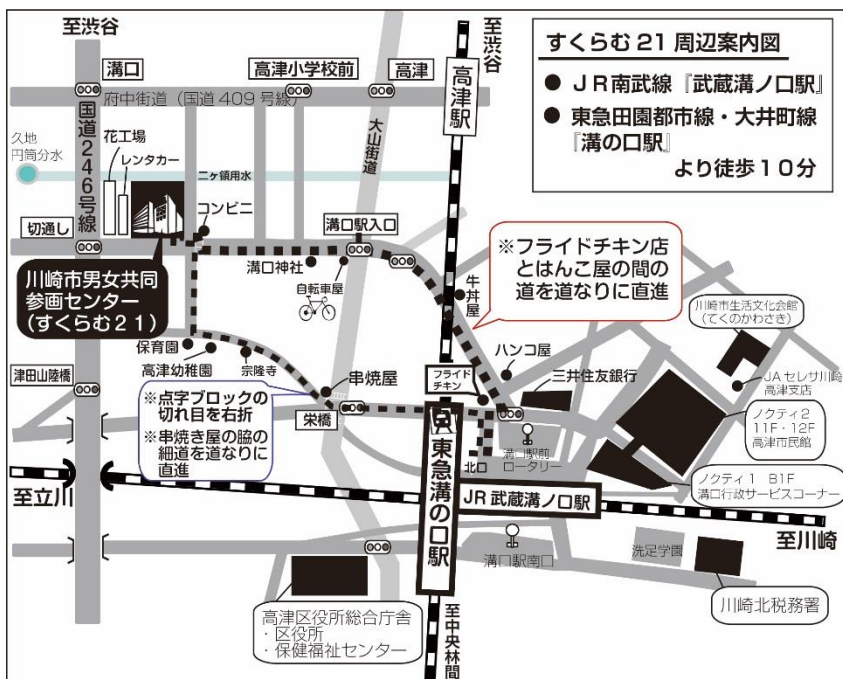 至渋谷
溝口
高津小学校前
高津
至渋谷
高津駅
府中街道（国道409号線）
国道246号線
大山街道
久地
円筒分水
花工場
レンタカー
二ヶ領用水
コンビニ
切通し
溝口駅入口
溝口神社
自転車屋
川崎市男女共同
参画センター
（すくらむ21）
すくらむ21周辺案内図
● ＪＲ南武線『武蔵溝ノ口駅』
● 東急田園都市線・大井町線
『溝の口駅』
より徒歩10分
※フライドチキン店
とはんこ屋の間の
道を道なりに直進
牛丼屋
ハンコ屋
フライド
チキン
三井住友銀行
川崎市生活文化会館
（てくのかわさき）
JAセレサ川崎
高津支店
ノクティ2
11F・12F
高津市民館
ノクティ1 B1F
溝口行政サービスコーナー
保育園
高津幼稚園
宗隆寺
串焼屋
津田山陸橋
※点字ブロックの
切れ目を右折
※串焼き屋の脇の
細道を道なりに
直進
栄橋
北口
溝口駅前
ロータリー
東急溝の口駅
JR武蔵溝ノ口駅
至立川
至川崎
溝口駅南口
洗足学園
川崎北税務署
高津区役所総合庁舎
・区役所
・保健福祉センター
至中央林間